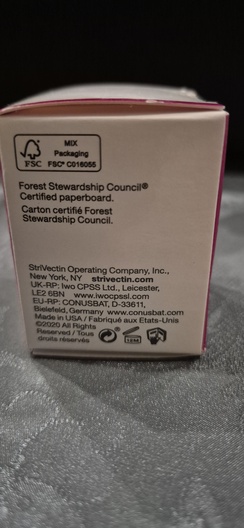 MIX
Packaging
FSC
FSC® C016055
Forest Stewardship Council®
Certified paperboard.
Carton certifié Forest
Stewardship Council.
StriVectin Operating Company, Inc.,
New York, NY strivectin.com
UK-RP: Iwo CPSS Ltd., Leicester,
LE2 6BN www.iwocpssl.com
EU-RP: CONUSBAT, D-33611,
Bielefeld, Germany www.conusbat.com
Made in USA / Fabriqué aux Etats-Unis
©2020 All Rights
Reserved / Tous
droits réservés
18M